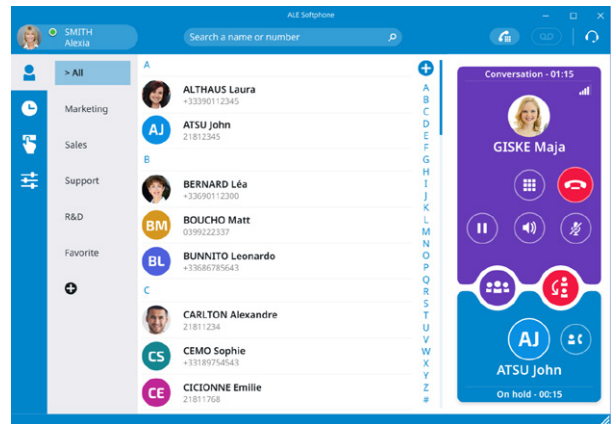 ALE Softphone
SMITH
Alexia
Search a name or number
> All
Marketing
Sales
Support
R&D
Favorite
A
ALTHAUS Laura
+33390112345
AJ
ATSU John
21812345
B
BERNARD Léa
+33690112300
BM
BOUCHO Matt
0399222337
BL
BUNNITO Leonardo
+33686785643
C
CARLTON Alexandre
21811234
CS
CEMO Sophie
+33189754543
CE
CICIONNE Emilie
21811768
A
B
C
D
E
F
G
H
I
J
K
L
M
N
O
P
Q
R
S
T
U
V
W
X
Y
Z
#
Conversation - 01:15
GISKE Maja
AJ
ATSU John
On hold - 00:15